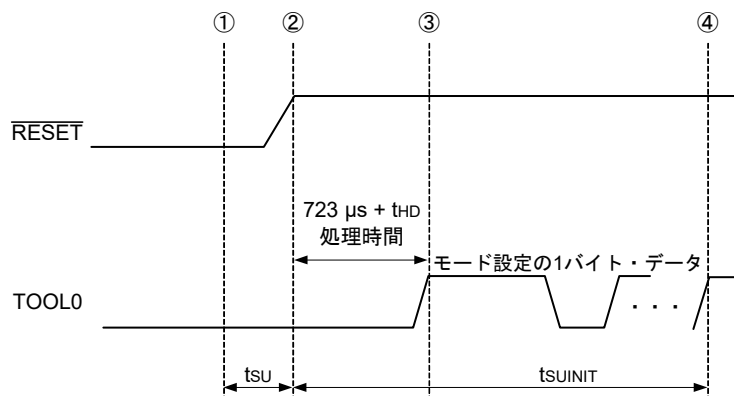 ① ② ③ ④
RESET
723 µs + tHD
処理時間
モード設定の1バイト・データ
TOOL0
・・・
tSU
tSUINIT